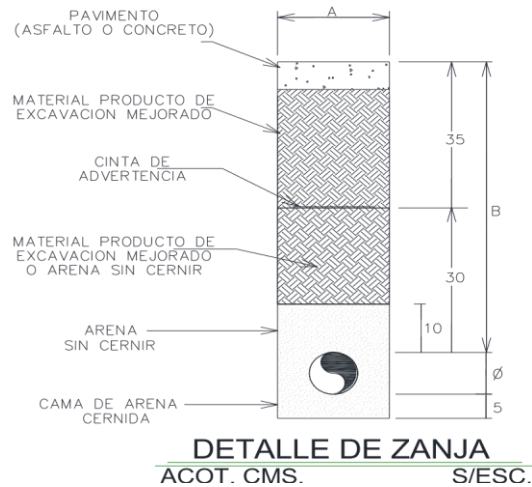 PAVIMENTO
(ASFALTO O CONCRETO)
A
MATERIAL PRODUCTO DE
EXCAVACION MEJORADO
35
CINTA DE
ADVERTENCIA
B
MATERIAL PRODUCTO DE
EXCAVACION MEJORADO
O ARENA SIN CERNIR
30
10
ARENA
SIN CERNIR
Ø
CAMA DE ARENA
CERNIDA
5
DETALLE DE ZANJA
ACOT. CMS. S/ESC.